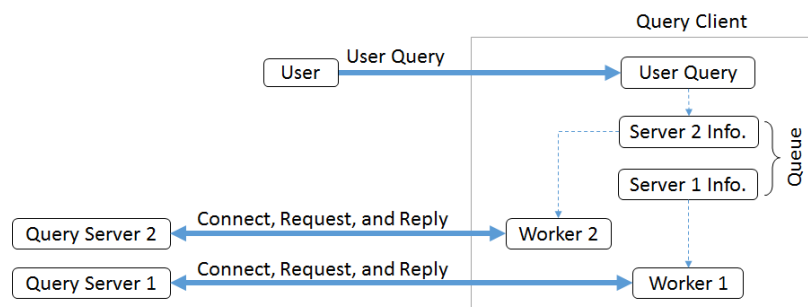 Query Client
User Query
User
User Query
Server 2 Info.
Queue
Server 1 Info.
Connect, Request, and Reply
Query Server 2
Worker 2
Connect, Request, and Reply
Query Server 1
Worker 1